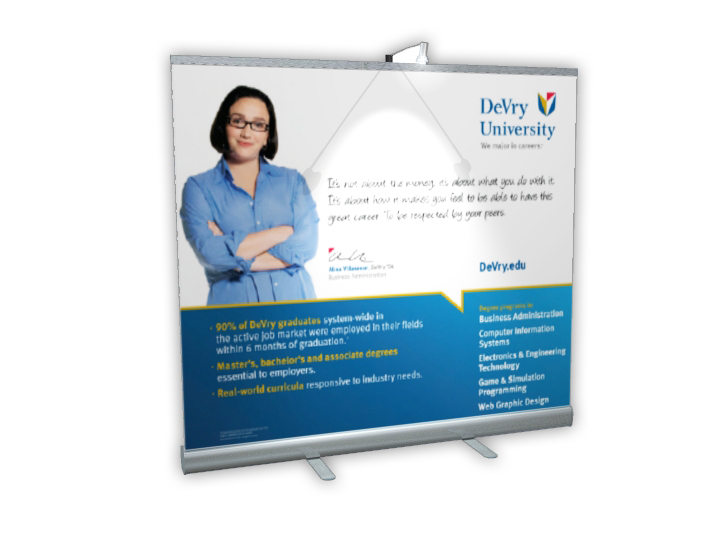 DeVry
University
We major in careers.
It's not about the money, it's about what you do with it.
It's about how it makes you feel to be able to have this
great career. To be respected by your peers.
DeVry '04
Business Administration
DeVry.edu
· 90% of DeVry graduates system-wide in
the active job market were employed in their fields
within 6 months of graduation.
· Master's, bachelor's and associate degrees
essential to employers.
· Real-world curricula responsive to industry needs.
Degree programs in:
Business Administration
Computer Information
Systems
Electronics & Engineering
Technology
Game & Simulation
Programming
Web Graphic Design